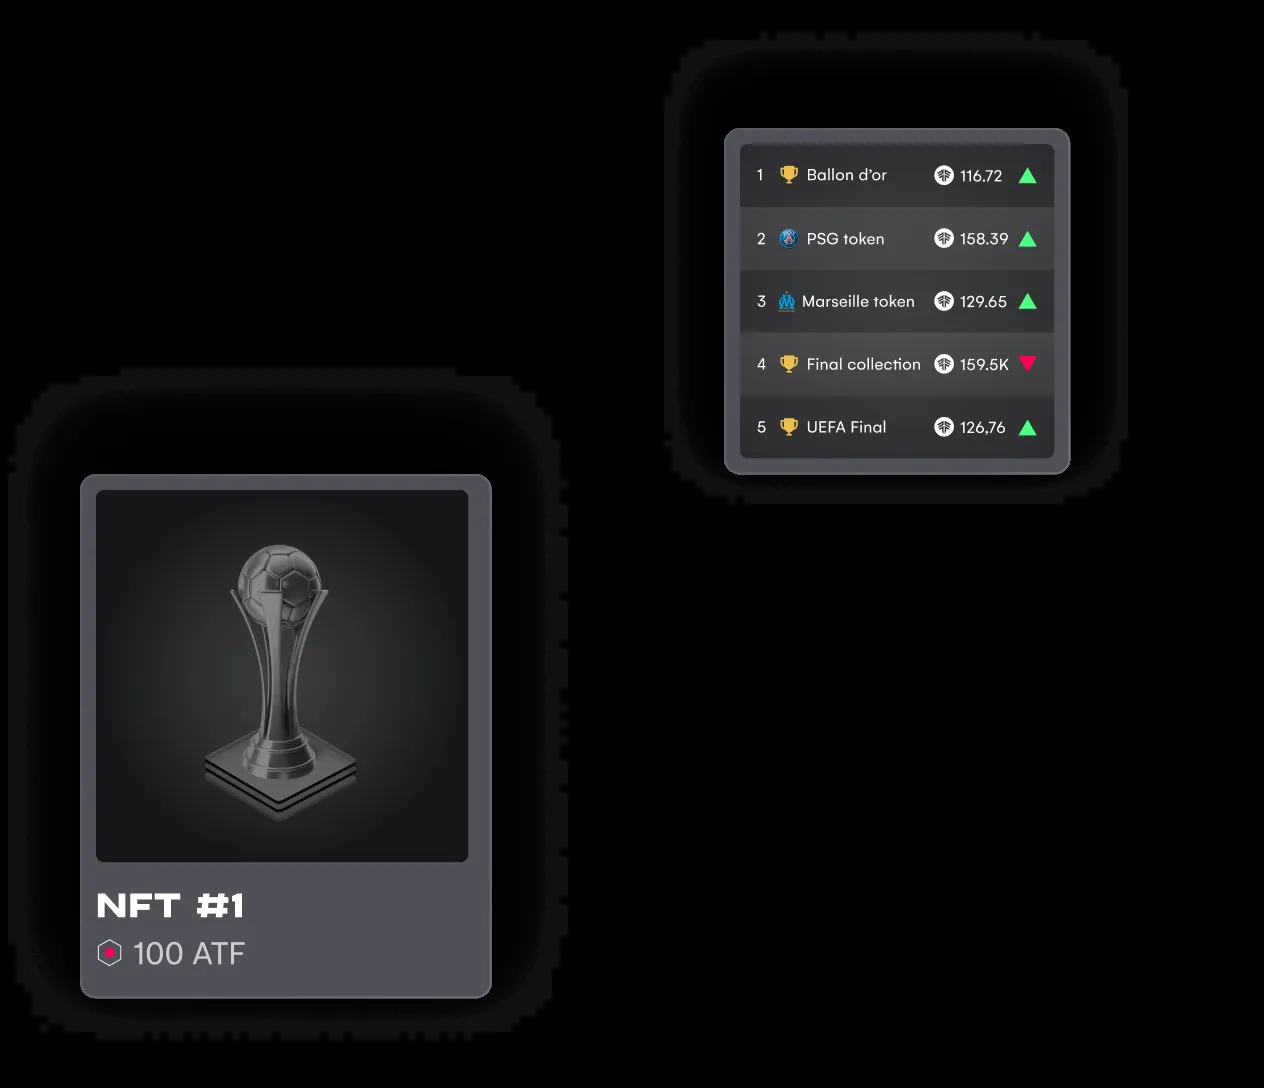 1 Ballon d’or 116.72
2 PSG token 158.39
3 Marseille token 129.65
4 Final collection 159.5K
5 UEFA Final 126,76
NFT #1
100 ATF